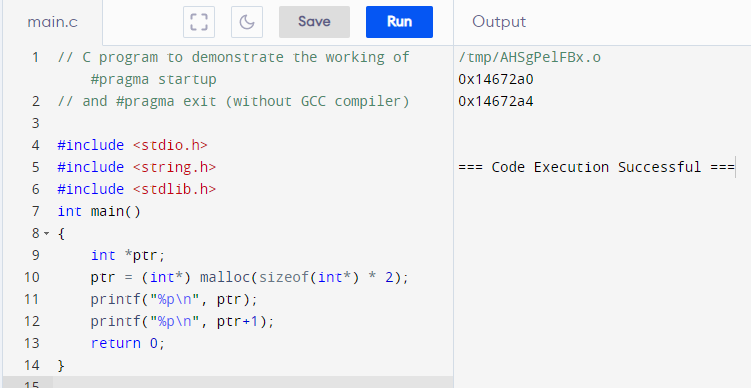 main.c
Save
Run
Output
1 // C program to demonstrate the working of
#pragma startup
2 // and #pragma exit (without GCC compiler)
3
4 #include <stdio.h>
5 #include <string.h>
6 #include <stdlib.h>
7 int main()
8 {
9 int *ptr;
10 ptr = (int*) malloc(sizeof(int*) * 2);
11 printf("%p\n", ptr);
12 printf("%p\n", ptr+1);
13 return 0;
14 }
15
/tmp/AHSgPelFBx.o
0x14672a0
0x14672a4
=== Code Execution Successful ===